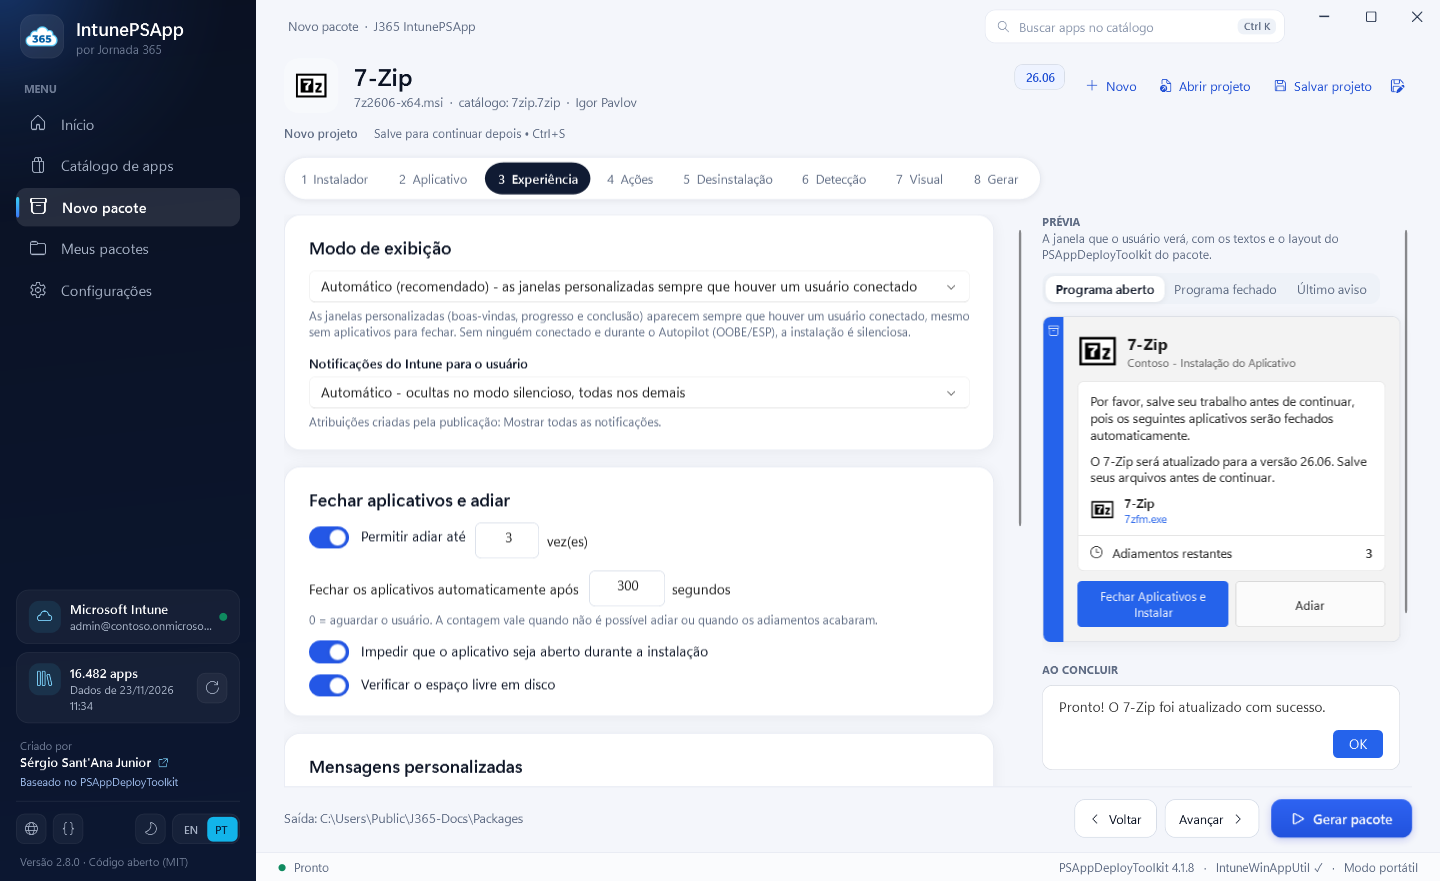 365
IntunePSApp
por Jornada 365
MENU
Início
Catálogo de apps
Novo pacote
Meus pacotes
Configurações
Microsoft Intune
admin@contoso.onmicroso...
16.482 apps
Dados de 23/11/2026
11:34
Criado por
Sérgio Sant'Ana Junior
Baseado no PSAppDeployToolkit
{}
EN
PT
Versão 2.8.0 · Código aberto (MIT)
Novo pacote · J365 IntunePSApp
Buscar apps no catálogo
Ctrl K
7z
7-Zip
7z2606-x64.msi · catálogo: 7zip.7zip · Igor Pavlov
26.06
Novo
Abrir projeto
Salvar projeto
Novo projeto
Salve para continuar depois • Ctrl+S
1 Instalador
2 Aplicativo
3 Experiência
4 Ações
5 Desinstalação
6 Detecção
7 Visual
8 Gerar
Modo de exibição
Automático (recomendado) - as janelas personalizadas sempre que houver um usuário conectado
As janelas personalizadas (boas-vindas, progresso e conclusão) aparecem sempre que houver um usuário conectado, mesmo
sem aplicativos para fechar. Sem ninguém conectado e durante o Autopilot (OOBE/ESP), a instalação é silenciosa.
Notificações do Intune para o usuário
Automático - ocultas no modo silencioso, todas nos demais
Atribuições criadas pela publicação: Mostrar todas as notificações.
Fechar aplicativos e adiar
Permitir adiar até 3 vez(es)
Fechar os aplicativos automaticamente após 300 segundos
0 = aguardar o usuário. A contagem vale quando não é possível adiar ou quando os adiamentos acabaram.
Impedir que o aplicativo seja aberto durante a instalação
Verificar o espaço livre em disco
Mensagens personalizadas
PRÉVIA
A janela que o usuário verá, com os textos e o layout do
PSAppDeployToolkit do pacote.
Programa aberto
Programa fechado
Último aviso
7z
7-Zip
Contoso - Instalação do Aplicativo
Por favor, salve seu trabalho antes de continuar,
pois os seguintes aplicativos serão fechados
automaticamente.
O 7-Zip será atualizado para a versão 26.06. Salve
seus arquivos antes de continuar.
7z
7-Zip
7zfm.exe
Adiamentos restantes
3
Fechar Aplicativos e
Instalar
Adiar
AO CONCLUIR
Pronto! O 7-Zip foi atualizado com sucesso.
OK
Saída: C:\Users\Public\J365-Docs\Packages
Voltar
Avançar
Gerar pacote
Pronto
PSAppDeployToolkit 4.1.8 · IntuneWinAppUtil ✓ · Modo portátil